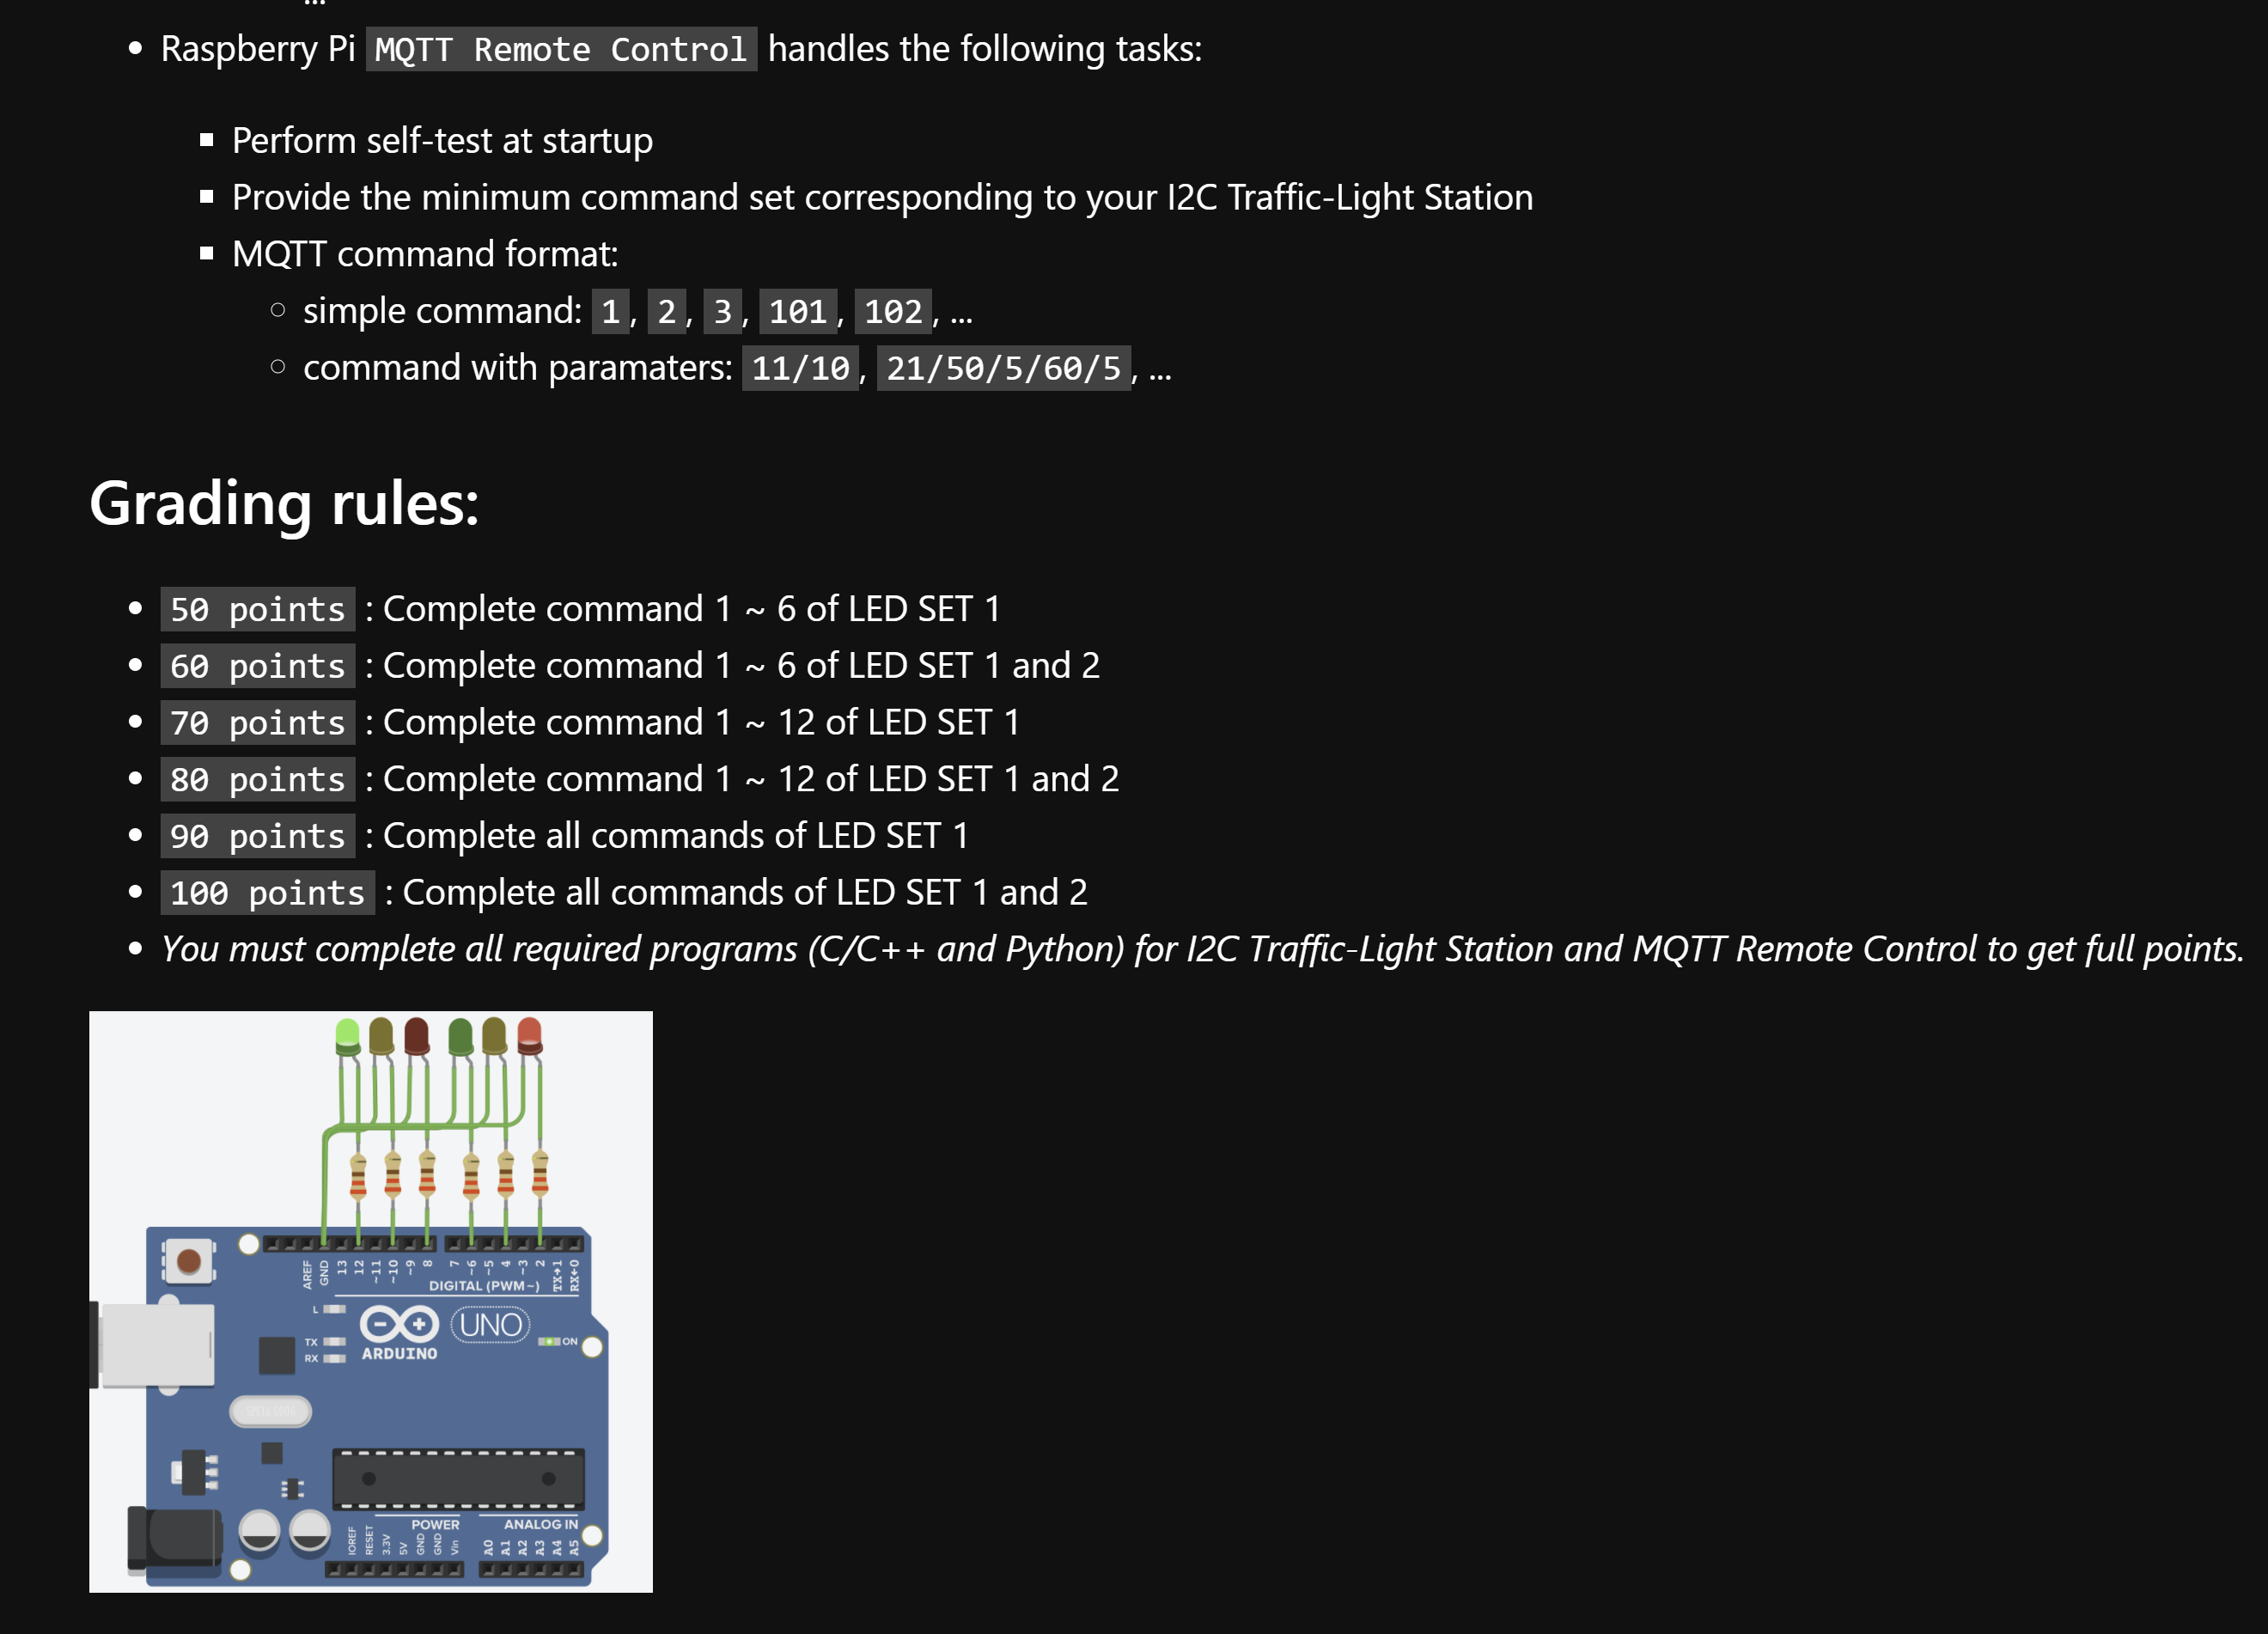 ...
Raspberry Pi MQTT Remote Control handles the following tasks:
Perform self-test at startup
Provide the minimum command set corresponding to your I2C Traffic-Light Station
MQTT command format:
simple command: 1, 2, 3, 101, 102, ...
command with paramaters: 11/10, 21/50/5/60/5, ...
Grading rules:
50 points : Complete command 1 ~ 6 of LED SET 1
60 points : Complete command 1 ~ 6 of LED SET 1 and 2
70 points : Complete command 1 ~ 12 of LED SET 1
80 points : Complete command 1 ~ 12 of LED SET 1 and 2
90 points : Complete all commands of LED SET 1
100 points : Complete all commands of LED SET 1 and 2
You must complete all required programs (C/C++ and Python) for I2C Traffic-Light Station and MQTT Remote Control to get full points.
AREF GND 13 12 ~11 ~10 ~9 8 7 ~6 ~5 4 ~3 2 TX→1 RX←0
DIGITAL (PWM~)
L
TX
RX
UNO
ON
ARDUINO
POWER ANALOG IN
IOREF RESET 3.3V 5V GND GND Vin A0 A1 A2 A3 A4 A5